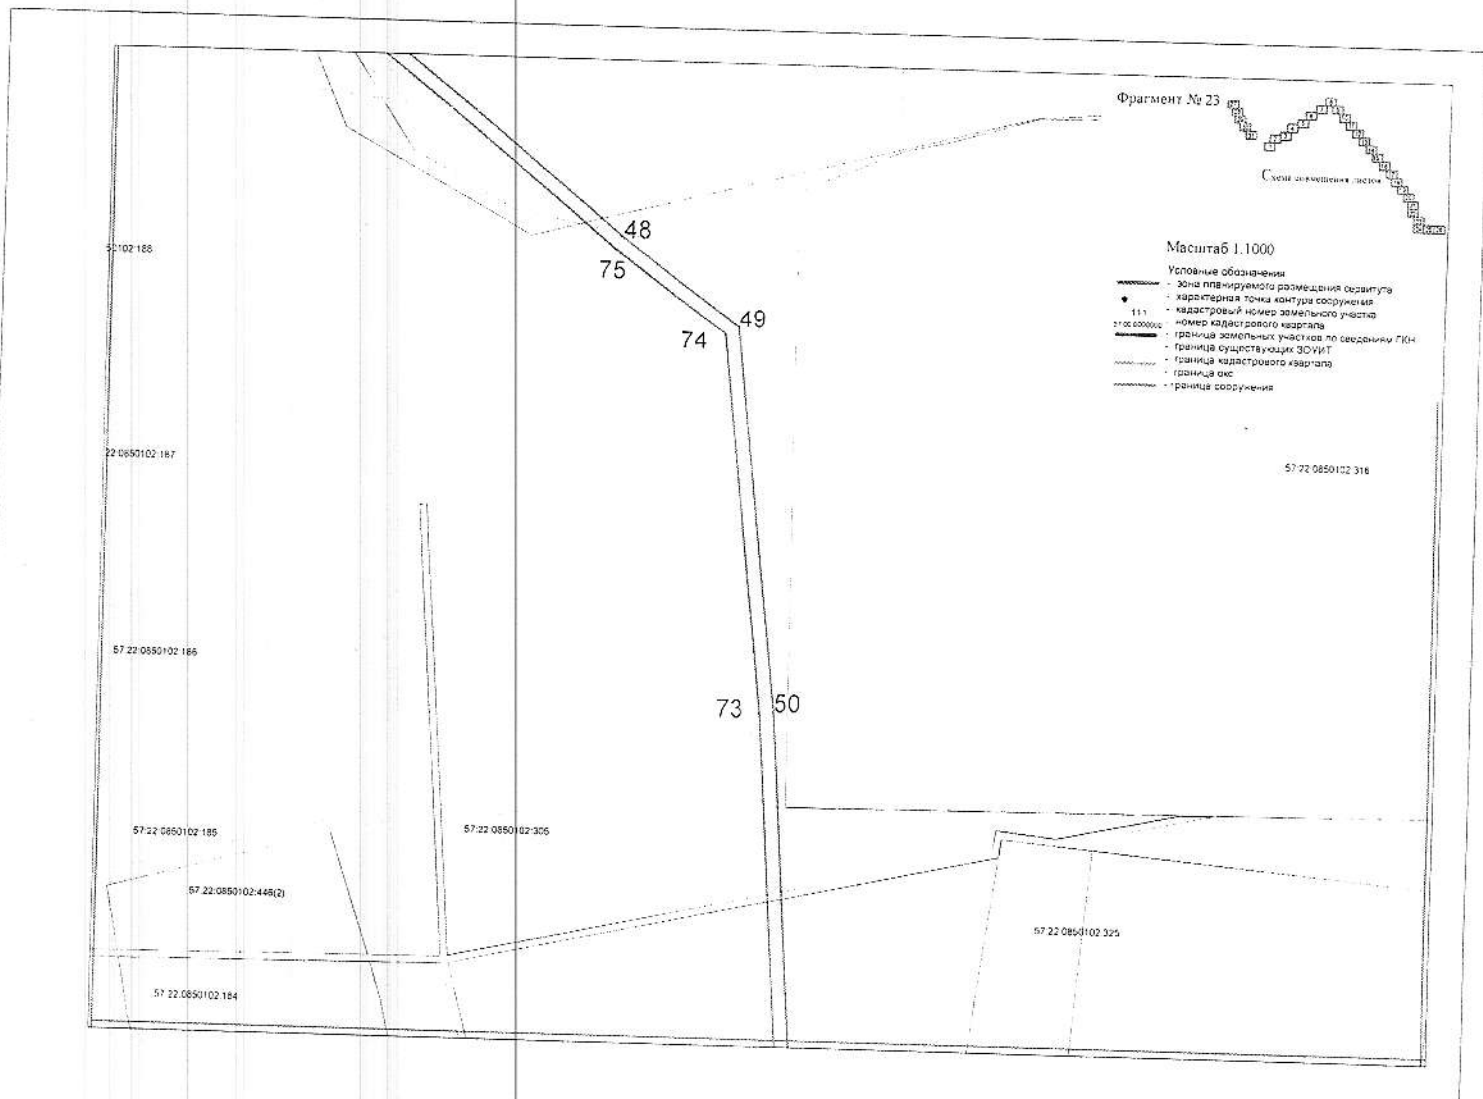 Фрагмент № 23
Схема совмещения листов
Масштаб 1:1000
Условные обозначения
- зона планируемого размещения сервитута
- характерная точка контура сооружения
111 - кадастровый номер земельного участка
- номер кадастрового квартала
- граница земельных участков по сведениям ГКН
- граница существующих ЗОУИТ
- граница кадастрового квартала
- граница окс
- граница сооружения
48
75
49
74
102:188
22:0850102:187
57:22:0850102:316
57:22:0850102:186
73
50
57:22:0850102:185
57:22:0850102:305
57:22:0850102:446(2)
57:22:0850102:325
57:22:0850102:184